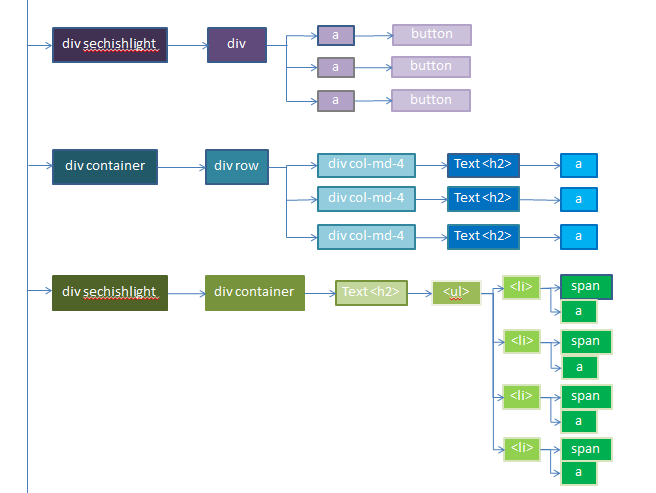 div sechishlight div a button
a button
a button
div container div row div col-md-4 Text <h2> a
div col-md-4 Text <h2> a
div col-md-4 Text <h2> a
div sechishlight div container Text <h2> <ul> <li> span
a
<li> span
a
<li> span
a
<li> span
a